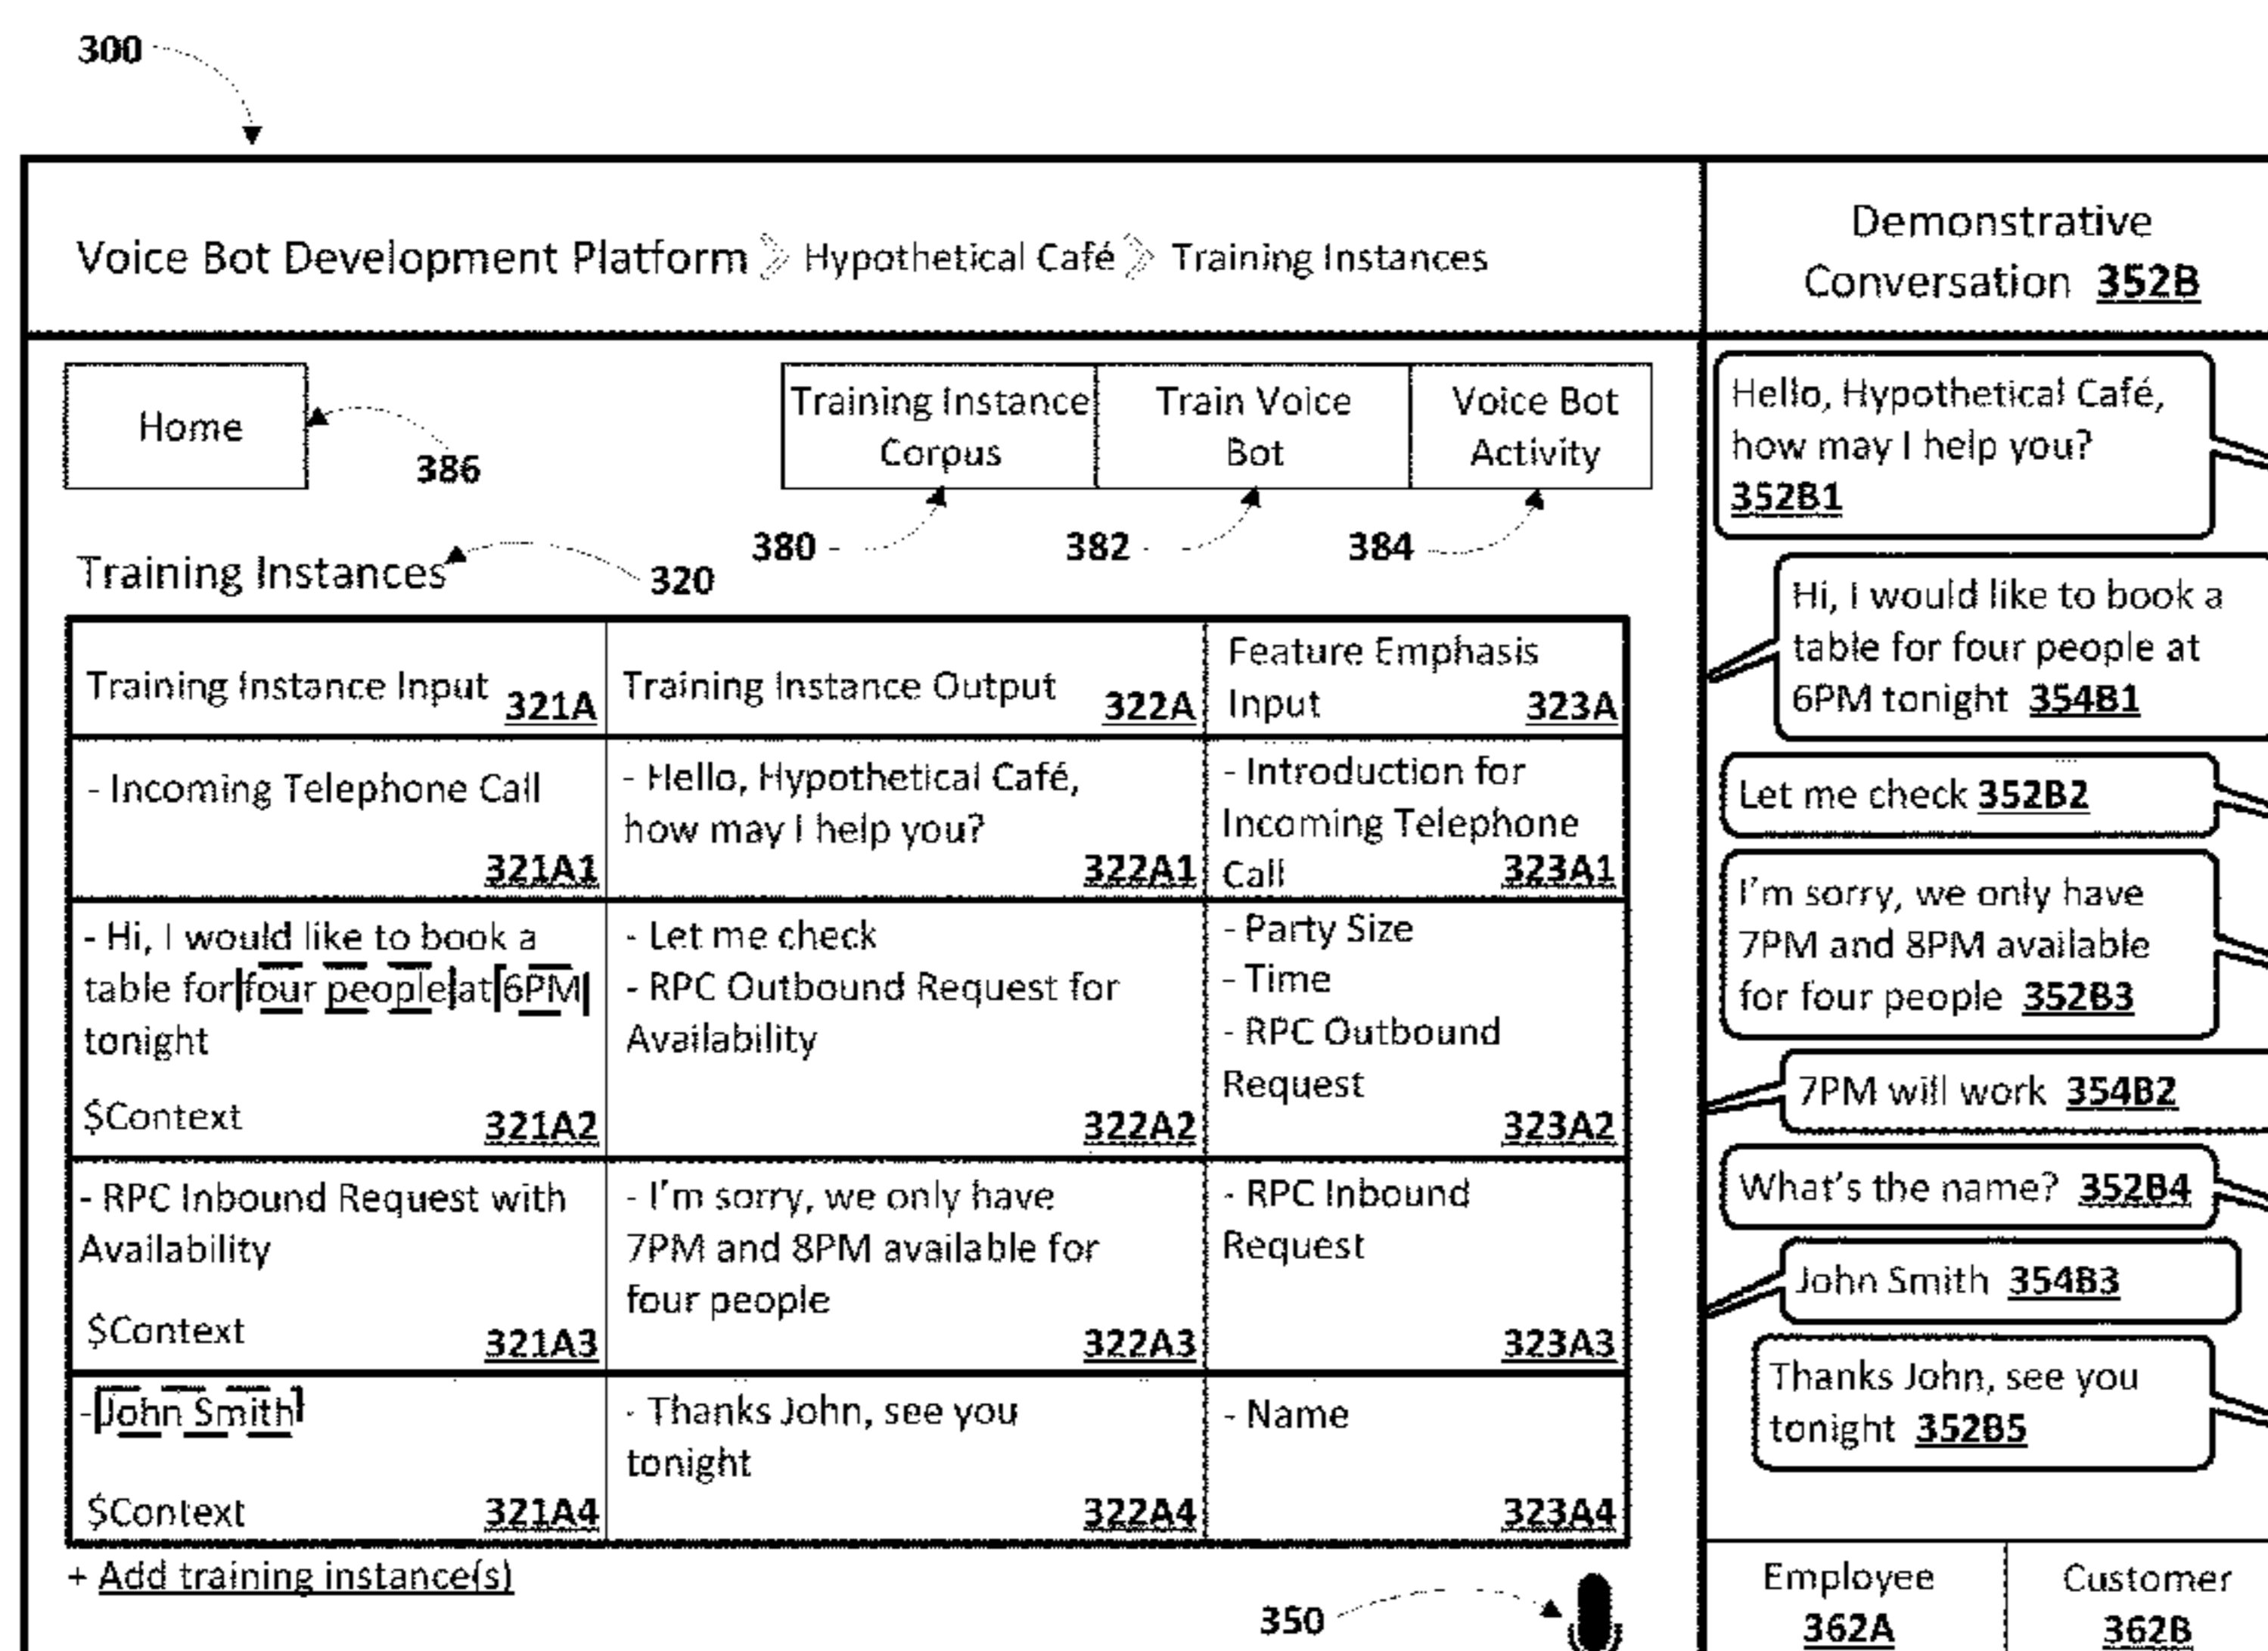 300
Voice Bot Development Platform » Hypothetical Café » Training Instances
Home
386
Training Instance
Corpus
Train Voice
Bot
Voice Bot
Activity
380
382
384
Training Instances
320
Training Instance Input 321A
Training Instance Output 322A
Feature Emphasis
Input 323A
- Incoming Telephone Call
321A1
- Hello, Hypothetical Café,
how may I help you?
322A1
- Introduction for
Incoming Telephone
Call 323A1
- Hi, I would like to book a
table for four people at 6PM
tonight
$Context 321A2
- Let me check
- RPC Outbound Request for
Availability
322A2
- Party Size
- Time
- RPC Outbound
Request
323A2
- RPC Inbound Request with
Availability
$Context 321A3
- I'm sorry, we only have
7PM and 8PM available for
four people
322A3
- RPC Inbound
Request
323A3
- John Smith
$Context 321A4
- Thanks John, see you
tonight
322A4
- Name
323A4
+ Add training instance(s)
350
Demonstrative
Conversation 352B
Hello, Hypothetical Café,
how may I help you?
352B1
Hi, I would like to book a
table for four people at
6PM tonight 354B1
Let me check 352B2
I'm sorry, we only have
7PM and 8PM available
for four people 352B3
7PM will work 354B2
What's the name? 352B4
John Smith 354B3
Thanks John, see you
tonight 352B5
Employee
362A
Customer
362B